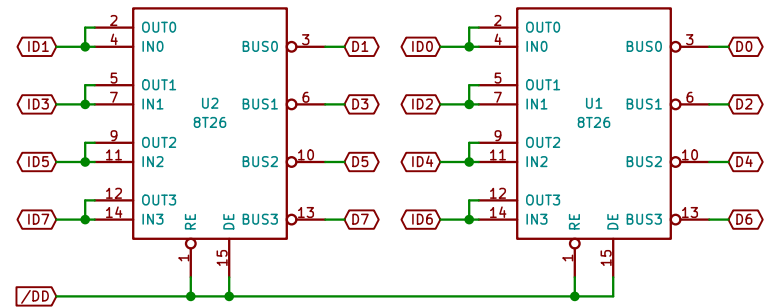 2 OUT0 2 OUT0
ID1 4 IN0 BUS0 3 D1 ID0 4 IN0 BUS0 3 D0
5 OUT1 5 OUT1
ID3 7 IN1 U2 BUS1 6 D3 ID2 7 IN1 U1 BUS1 6 D2
8T26 8T26
9 OUT2 9 OUT2
ID5 11 IN2 BUS2 10 D5 ID4 11 IN2 BUS2 10 D4
12 OUT3 12 OUT3
ID7 14 IN3 RE DE BUS3 13 D7 ID6 14 IN3 RE DE BUS3 13 D6
1 15 1 15
/DD